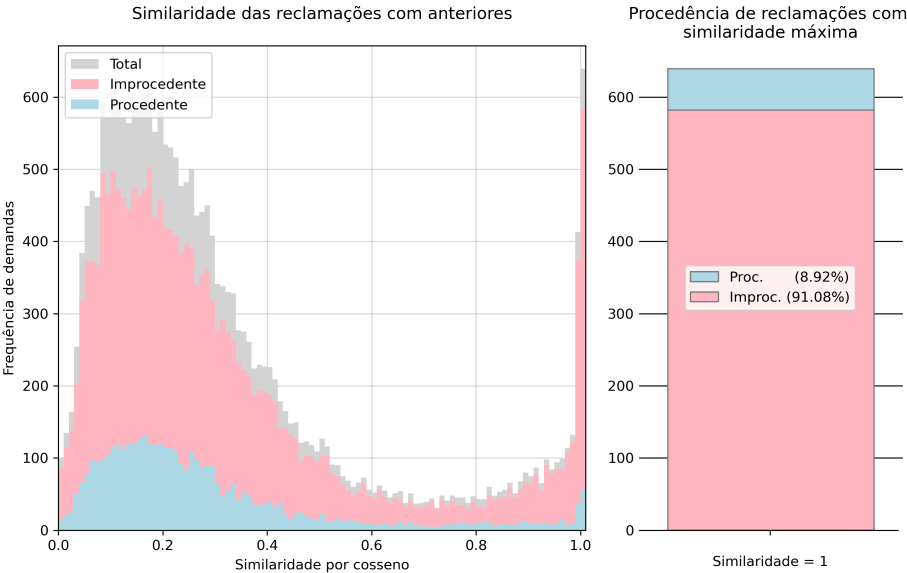 Similaridade das reclamações com anteriores
Total
Improcedente
Procedente
600
500
400
300
200
100
0
Frequência de demandas
0.0
0.2
0.4
0.6
0.8
1.0
Similaridade por cosseno
Procedência de reclamações com
similaridade máxima
600
500
400
300
200
100
0
Proc. (8.92%)
Improc. (91.08%)
Similaridade = 1